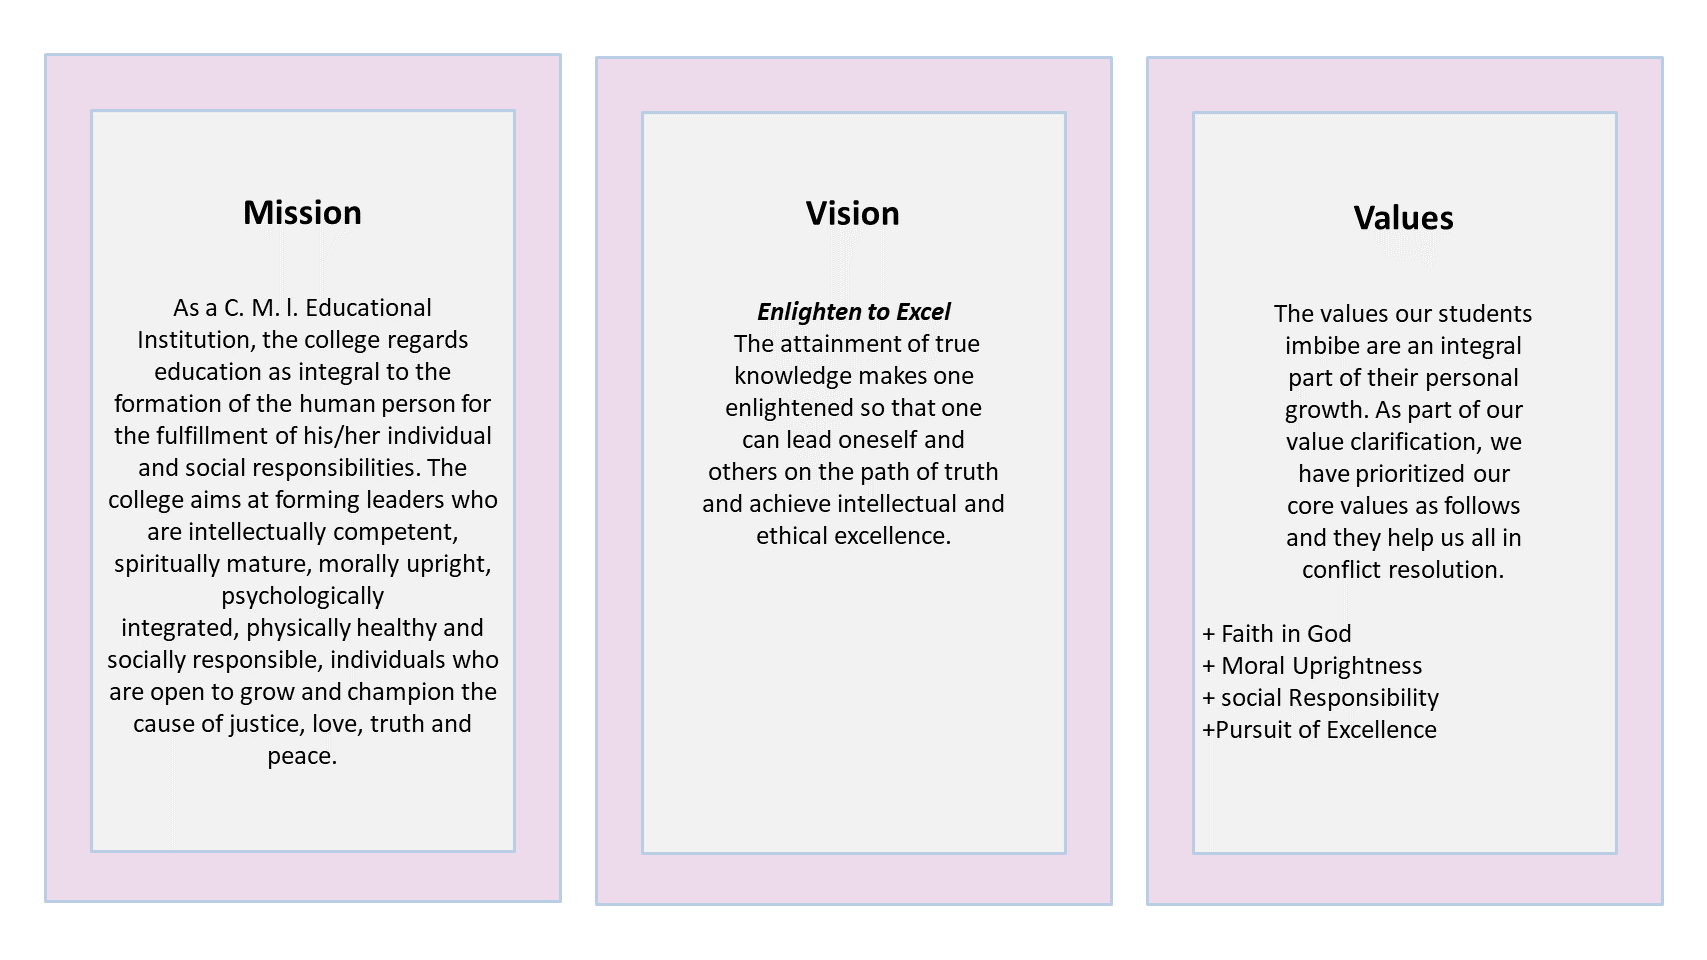 Mission
As a C. M. l. Educational
Institution, the college regards
education as integral to the
formation of the human person for
the fulfillment of his/her individual
and social responsibilities. The
college aims at forming leaders who
are intellectually competent,
spiritually mature, morally upright,
psychologically
integrated, physically healthy and
socially responsible, individuals who
are open to grow and champion the
cause of justice, love, truth and
peace.
Vision
Enlighten to Excel
The attainment of true
knowledge makes one
enlightened so that one
can lead oneself and
others on the path of truth
and achieve intellectual and
ethical excellence.
Values
The values our students
imbibe are an integral
part of their personal
growth. As part of our
value clarification, we
have prioritized our
core values as follows
and they help us all in
conflict resolution.
+ Faith in God
+ Moral Uprightness
+ social Responsibility
+Pursuit of Excellence